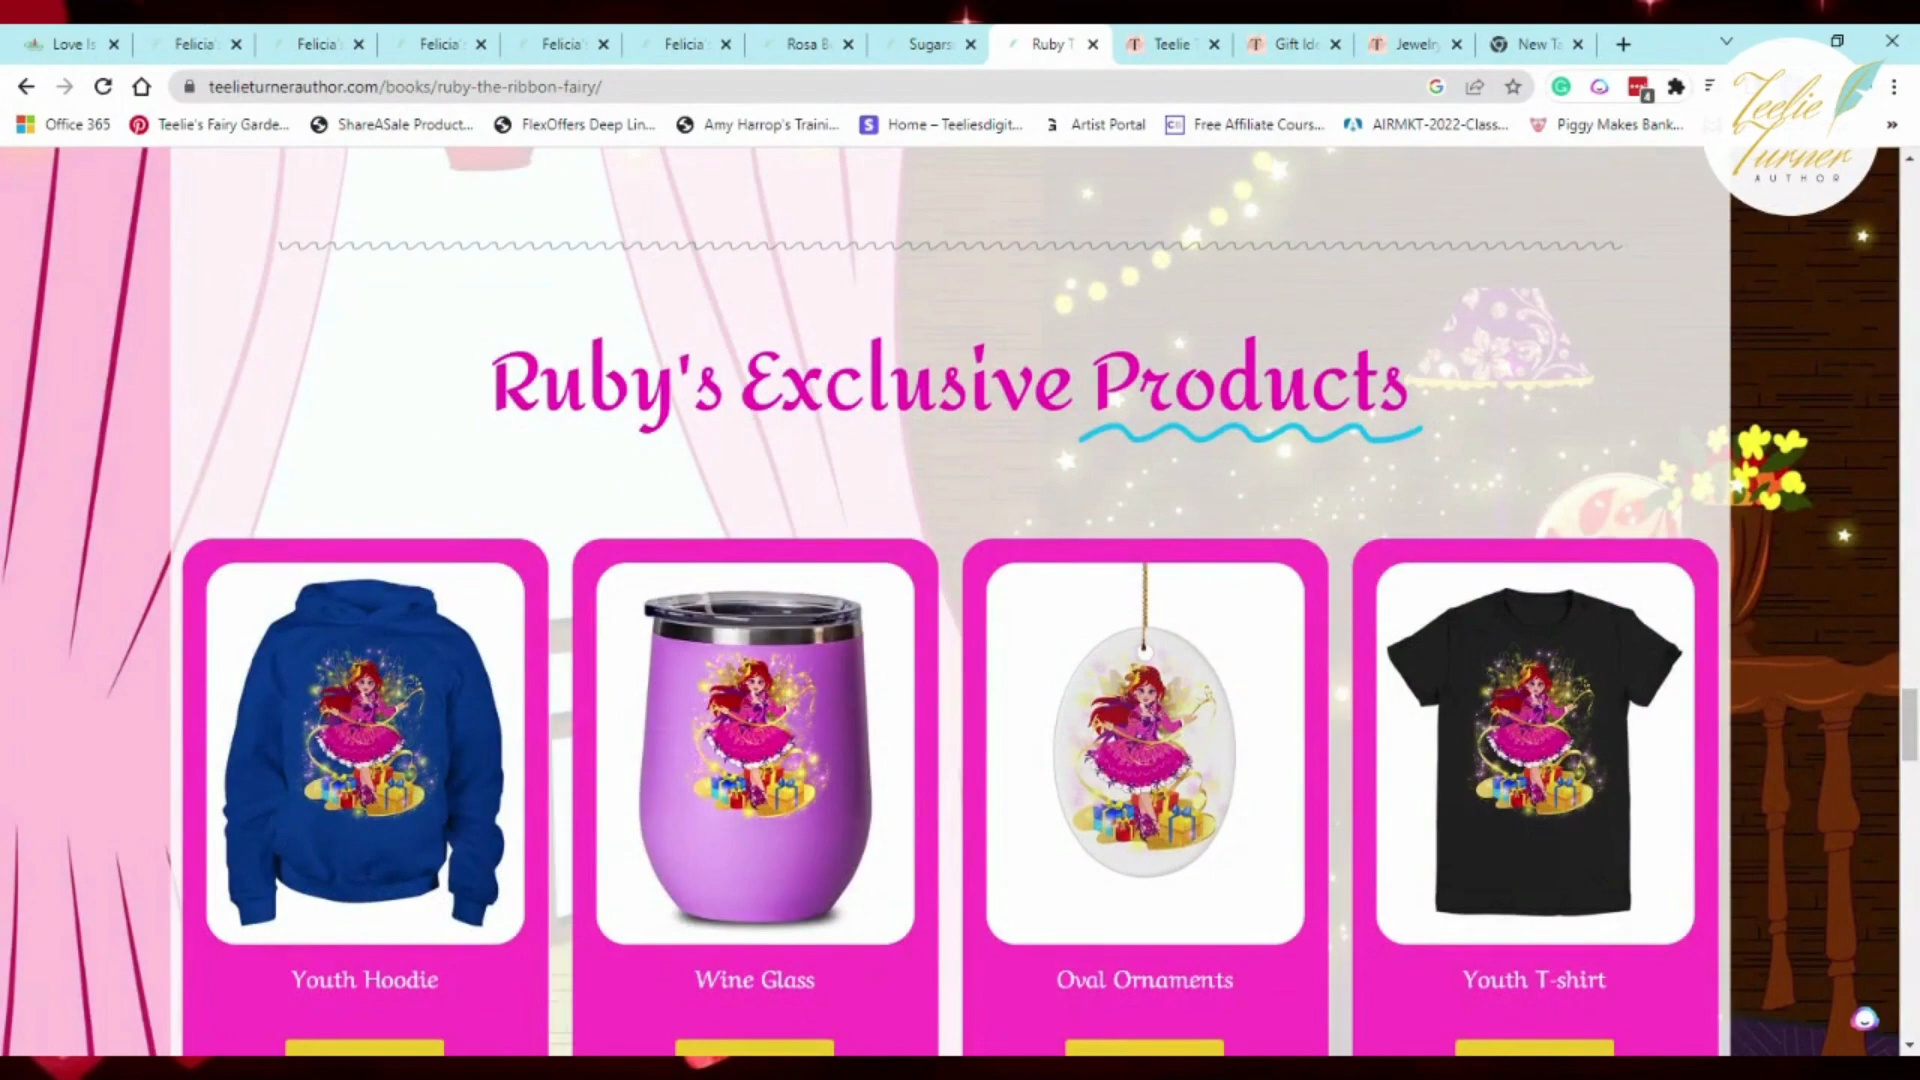 Love Is
Felicia'
Felicia'
Felicia'
Felicia'
Felicia'
Rosa B
Sugars
Ruby T
Teelie T
Gift Ide
Jewelry
New Ta
teelieturnerauthor.com/books/ruby-the-ribbon-fairy/
Office 365
Teelie's Fairy Garde...
ShareASale Product...
FlexOffers Deep Lin...
Amy Harrop's Traini...
Home – Teeliesdigit...
Artist Portal
Free Affiliate Cours...
AIRMKT-2022-Class...
Piggy Makes Bank...
4
Teelie
Turner
AUTHOR
Ruby's Exclusive Products
Youth Hoodie
Wine Glass
Oval Ornaments
Youth T-shirt